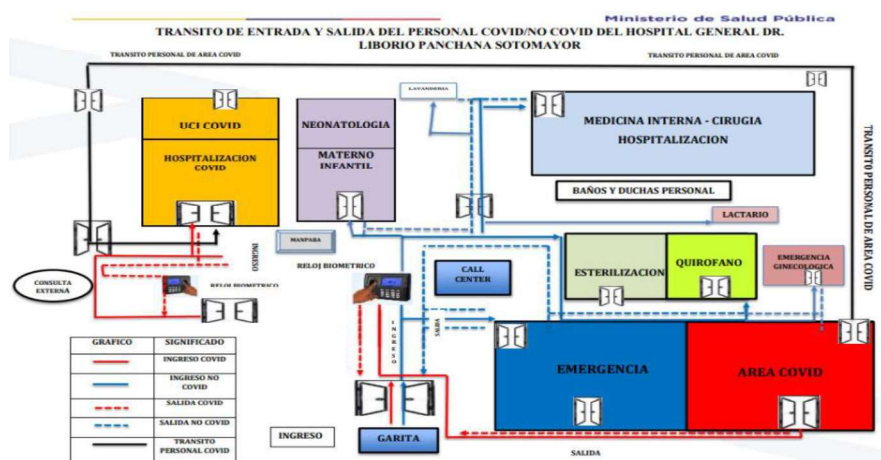 Ministerio de Salud Pública
TRANSITO DE ENTRADA Y SALIDA DEL PERSONAL COVID/NO COVID DEL HOSPITAL GENERAL DR.
LIBORIO PANCHANA SOTOMAYOR
TRANSITO PERSONAL DE AREA COVID
TRANSITO PERSONAL DE AREA COVID
LAVANDERIA
UCI COVID
HOSPITALIZACION
COVID
NEONATOLOGIA
MATERNO
INFANTIL
MEDICINA INTERNA - CIRUGIA
HOSPITALIZACION
BAÑOS Y DUCHAS PERSONAL
TRANSITO PERSONAL DE AREA COVID
LACTARIO
MANPARA
INGRESO
RELOJ BIOMETRICO
CALL
CENTER
ESTERILIZACION
QUIROFANO
EMERGENCIA
GINECOLOGICA
CONSULTA
EXTERNA
RELOJ BIOMETRICO
INGRESO
SALIDA
GRAFICO
SIGNIFICADO
INGRESO COVID
INGRESO NO
COVID
SALIDA COVID
SALIDA NO COVID
TRANSITO
PERSONAL COVID
EMERGENCIA
AREA COVID
INGRESO
GARITA
SALIDA